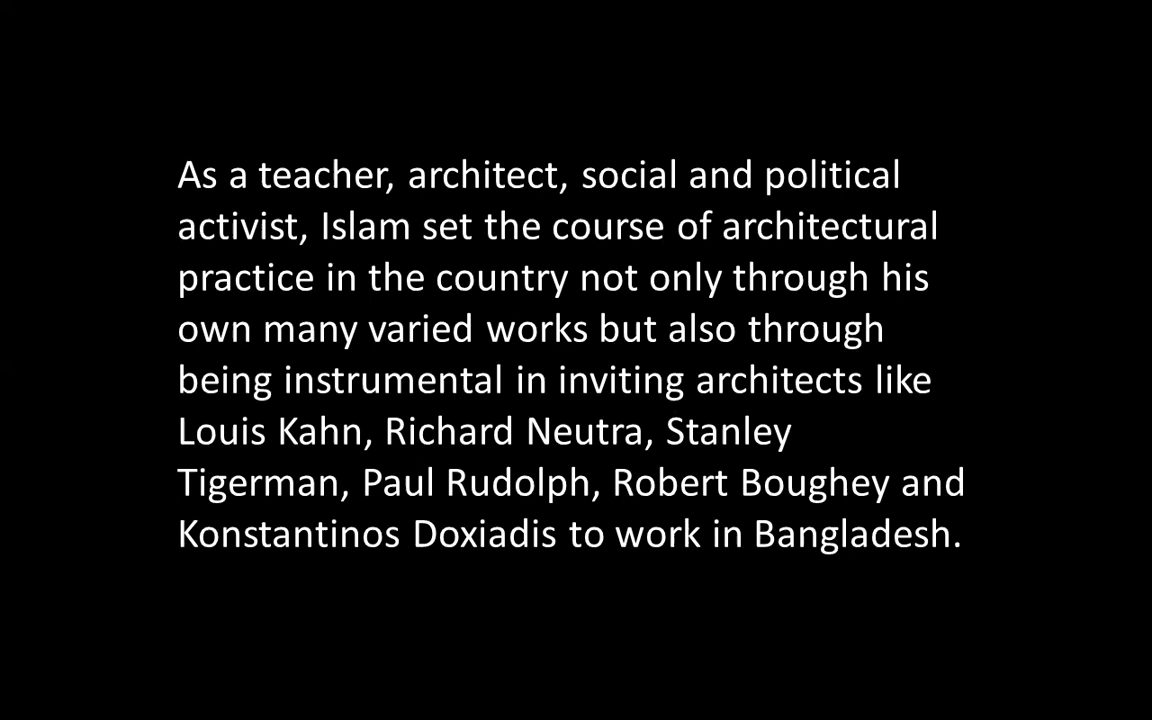 As a teacher, architect, social and political
activist, Islam set the course of architectural
practice in the country not only through his
own many varied works but also through
being instrumental in inviting architects like
Louis Kahn, Richard Neutra, Stanley
Tigerman, Paul Rudolph, Robert Boughey and
Konstantinos Doxiadis to work in Bangladesh.